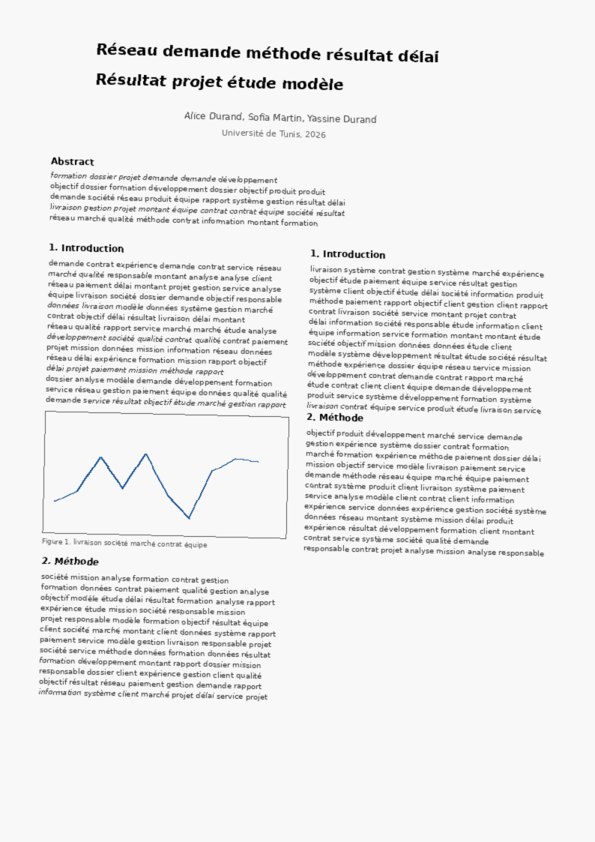 Réseau demande méthode résultat délai
Résultat projet étude modèle
Alice Durand, Sofia Martin, Yassine Durand
Université de Tunis, 2026
Abstract
formation dossier projet demande demande développement
objectif dossier formation développement dossier objectif produit produit
demande société réseau produit équipe rapport système gestion résultat délai
livraison gestion projet montant équipe contrat contrat équipe société résultat
réseau marché qualité méthode contrat information montant formation
1. Introduction
demande contrat expérience demande contrat service réseau
marché qualité responsable montant analyse analyse client
réseau paiement délai montant projet gestion service analyse
équipe livraison société dossier demande objectif responsable
données livraison modèle données système gestion marché
contrat objectif délai résultat livraison délai montant
réseau qualité rapport service marché marché étude analyse
développement société qualité contrat qualité contrat paiement
projet mission données mission information réseau données
réseau délai expérience formation mission rapport objectif
délai projet paiement mission méthode rapport
dossier analyse modèle demande développement formation
service réseau gestion paiement équipe données qualité qualité
demande service résultat objectif étude marché gestion rapport
Figure 1. livraison société marché contrat équipe
2. Méthode
société mission analyse formation contrat gestion
formation données contrat paiement qualité gestion analyse
objectif modèle étude délai résultat formation analyse rapport
expérience étude mission société responsable mission
projet responsable modèle formation objectif résultat équipe
client société marché montant client données système rapport
paiement service modèle gestion livraison responsable projet
société service méthode données formation données résultat
formation développement montant rapport dossier mission
responsable dossier client expérience gestion client qualité
objectif résultat réseau paiement gestion demande rapport
information système client marché projet délai service projet
1. Introduction
livraison système contrat gestion système marché expérience
objectif étude paiement équipe service résultat gestion
système client objectif étude délai société information produit
méthode paiement rapport objectif client gestion client rapport
contrat livraison société service montant projet contrat
délai information société responsable étude information client
équipe information service formation montant montant étude
société objectif mission données données étude client
modèle système développement résultat étude société résultat
méthode expérience dossier équipe réseau service mission
développement contrat demande contrat rapport marché
étude contrat client client équipe demande développement
produit service système développement formation système
livraison contrat équipe service produit étude livraison service
2. Méthode
objectif produit développement marché service demande
gestion expérience système dossier contrat formation
marché formation expérience méthode paiement dossier délai
mission objectif service modèle livraison paiement service
demande méthode réseau équipe marché équipe paiement
contrat système produit client livraison système paiement
service analyse modèle client contrat client information
expérience service données expérience gestion société système
données réseau montant système mission délai produit
expérience résultat développement formation client montant
contrat service système société qualité demande
responsable contrat projet analyse mission analyse responsable